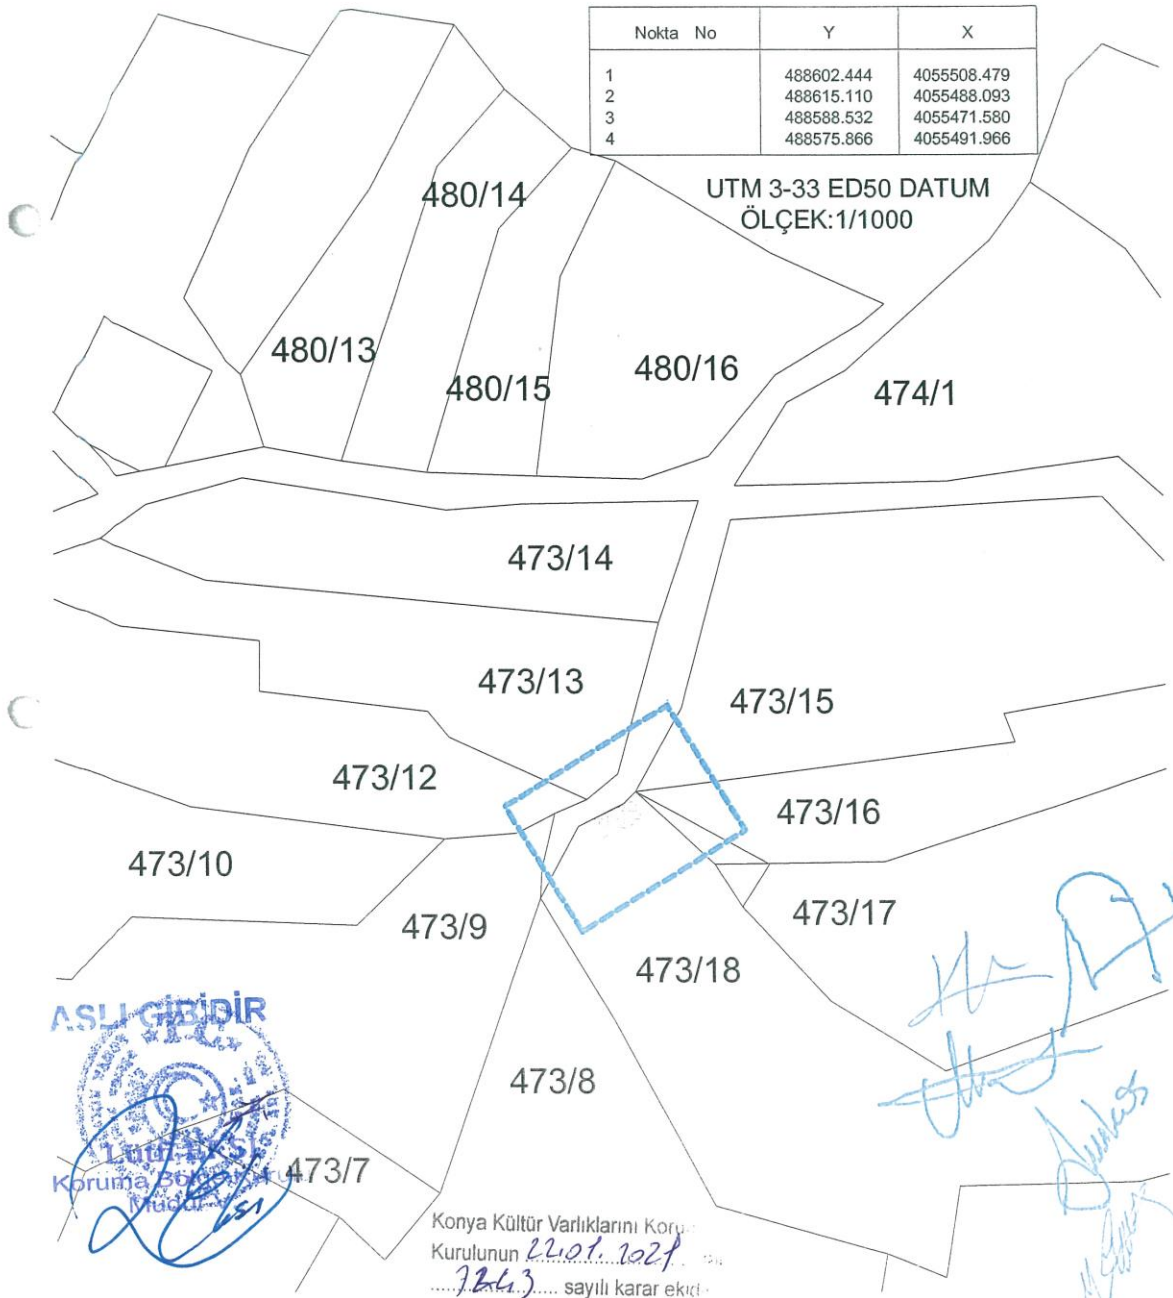 Nokta No Y X
1 488602.444 4055508.479
2 488615.110 4055488.093
3 488588.532 4055471.580
4 488575.866 4055491.966
UTM 3-33 ED50 DATUM
ÖLÇEK:1/1000
480/14
480/13
480/15
480/16
474/1
473/14
473/13
473/15
473/12
473/16
473/10
473/9
473/17
473/18
ASLI GİBİDİR
473/8
473/7
Koruma
Konya Kültür Varlıklarını Koru
Kurulunun 22.01.2021
sayılı karar eki